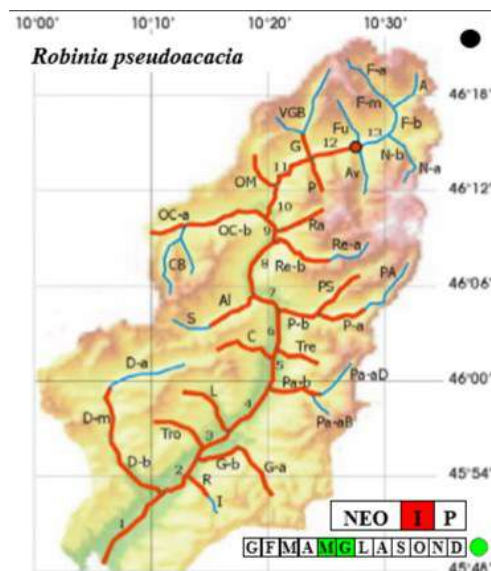 10°00' 10°10' 10°20' 10°30'
Robinia pseudoacacia
F-a
A
46°18'
F-m
VGB
Fu
13
F-b
G
12
N-b
11
N-a
Av
OM
P
46°12'
OC-a
10
Ra
OC-b
9
Re-a
CB
8
Re-b
PA
46°06'
PS
Al
7
S
P-b
P-a
6
C
Tre
D-a
5
Pa-aD
46°00'
Pa-b
L
D-m
4
Pa-aB
Tro
3
D-b
G-b
G-a
45°54'
2
R
I
1
NEO I P
G F M A M G L A S O N D
45°48'